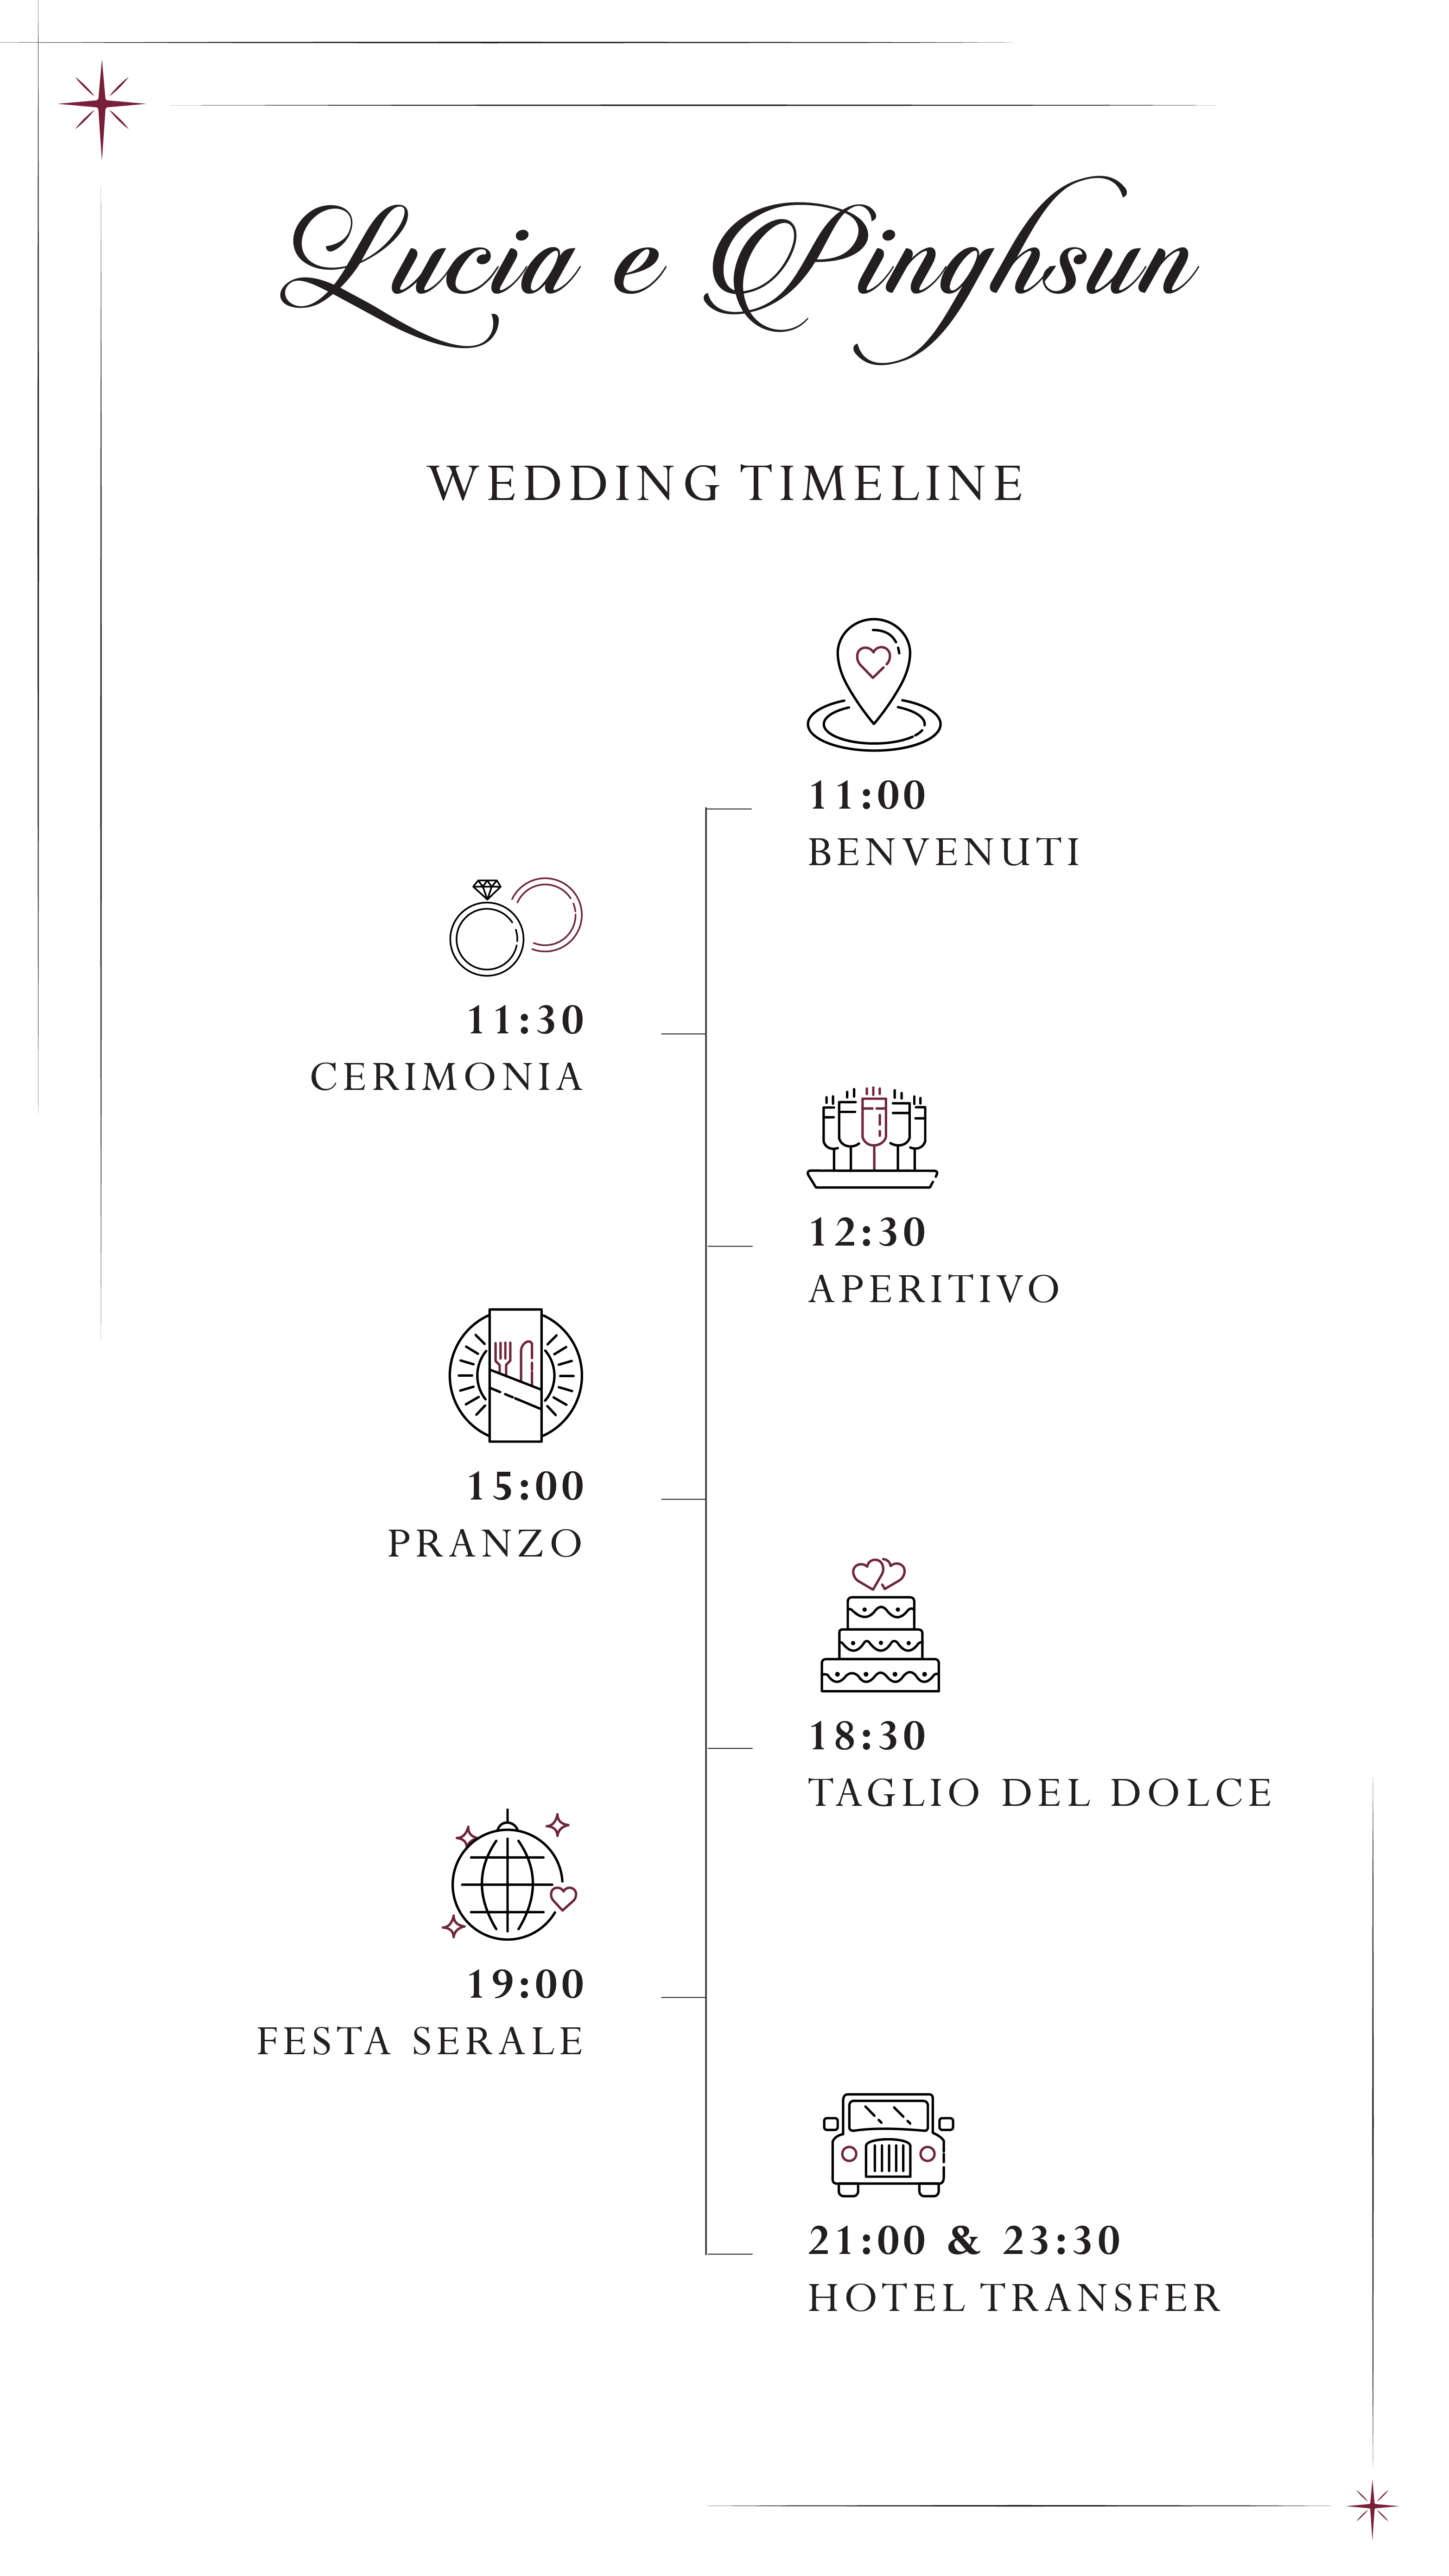 Lucia e Pinghsun
WEDDING TIMELINE
11:00
BENVENUTI
11:30
CERIMONIA
12:30
APERITIVO
15:00
PRANZO
18:30
TAGLIO DEL DOLCE
19:00
FESTA SERALE
21:00 & 23:30
HOTEL TRANSFER